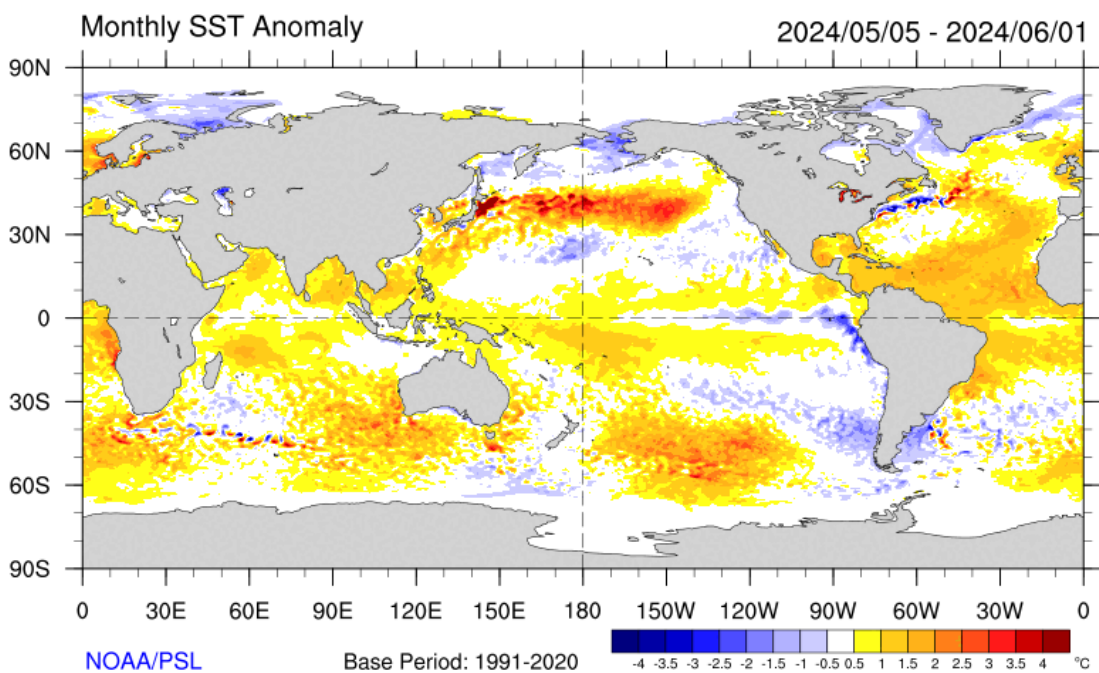 Monthly SST Anomaly 2024/05/05 - 2024/06/01
90N
60N
30N
0
30S
60S
90S
0 30E 60E 90E 120E 150E 180 150W 120W 90W 60W 30W 0
NOAA/PSL Base Period: 1991-2020
-4 -3.5 -3 -2.5 -2 -1.5 -1 -0.5 0.5 1 1.5 2 2.5 3 3.5 4 °C